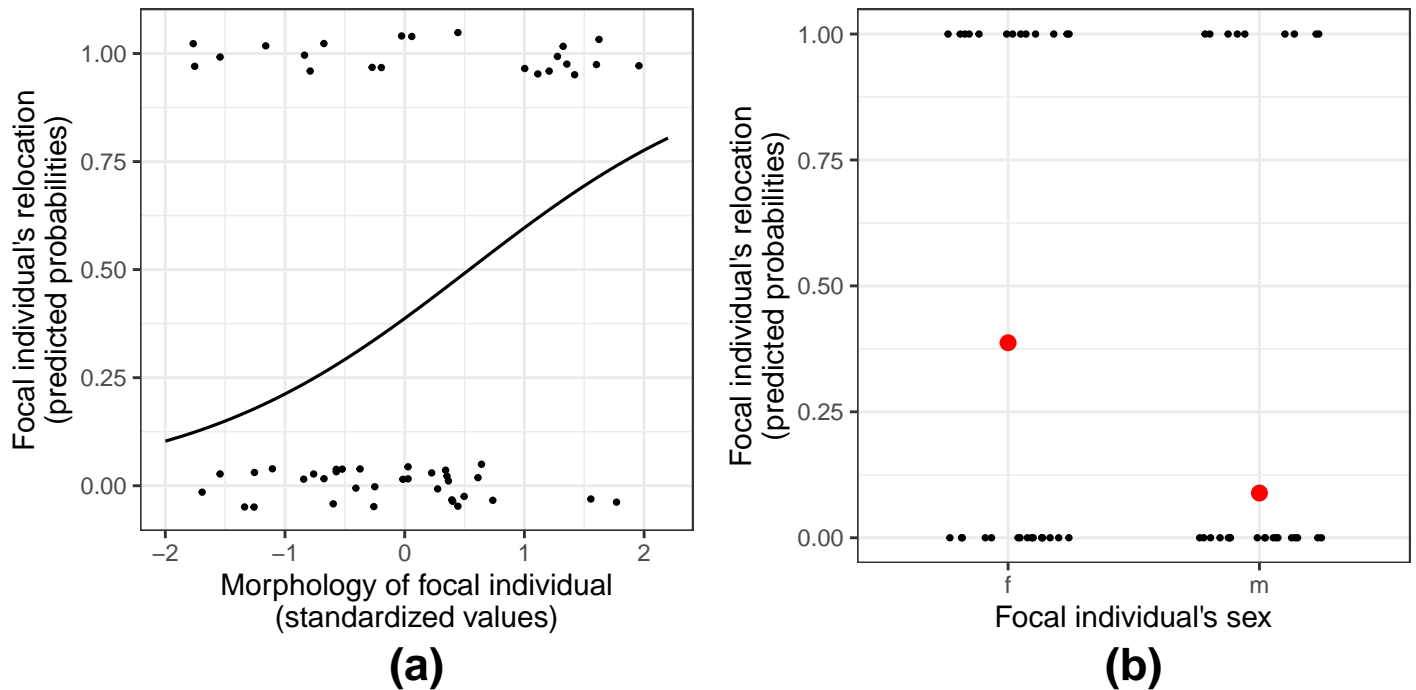 Focal individual's relocation
(predicted probabilities)
1.00
0.75
0.50
0.25
0.00
−2
−1
0
1
2
Morphology of focal individual
(standardized values)
(a)
Focal individual's relocation
(predicted probabilities)
1.00
0.75
0.50
0.25
0.00
f
m
Focal individual's sex
(b)